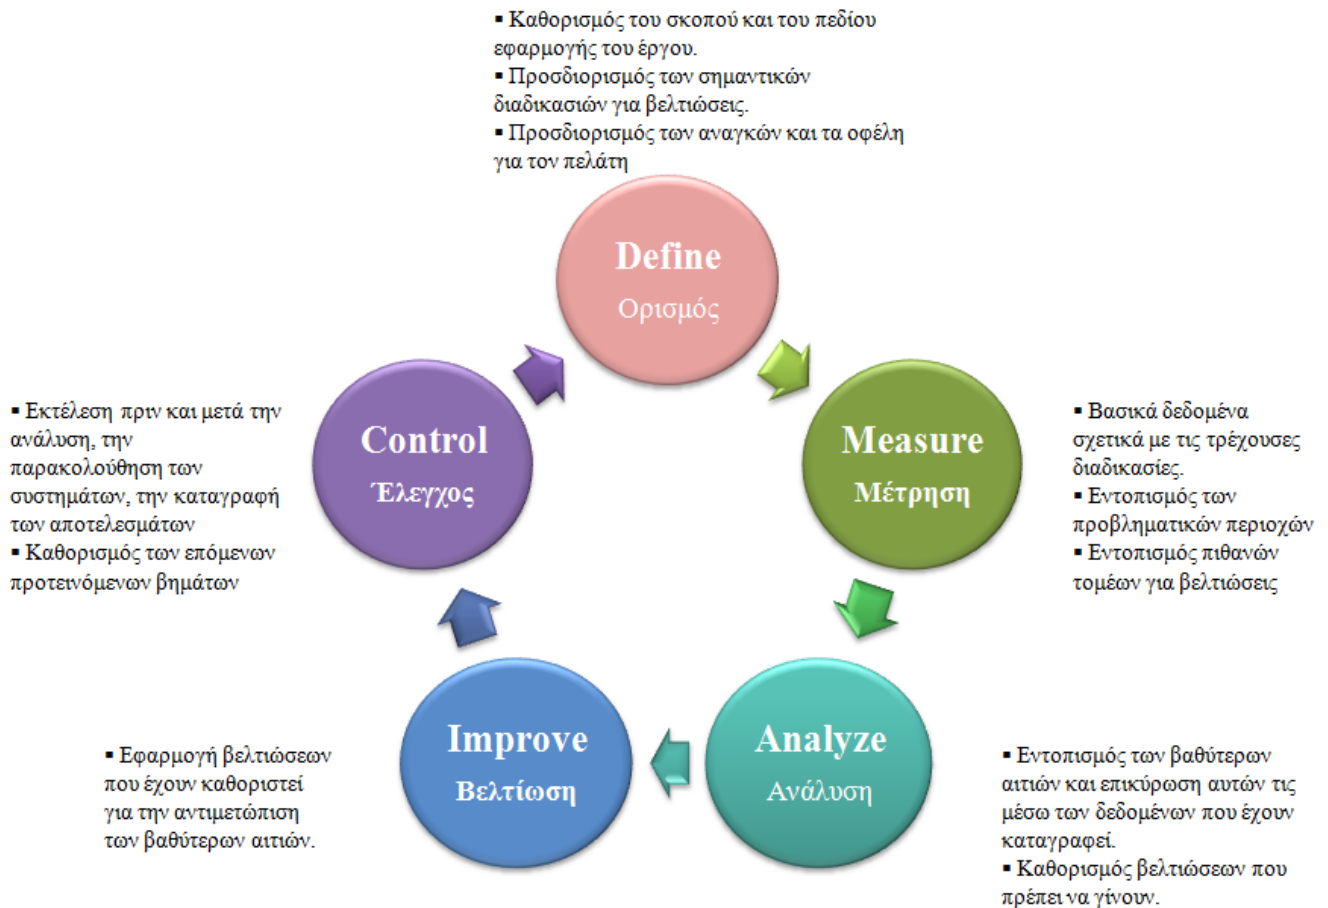 ▪ Καθορισμός του σκοπού και του πεδίου
εφαρμογής του έργου.
▪ Προσδιορισμός των σημαντικών
διαδικασιών για βελτιώσεις.
▪ Προσδιορισμός των αναγκών και τα οφέλη
για τον πελάτη
Define
Ορισμός
Measure
Μέτρηση
▪ Βασικά δεδομένα
σχετικά με τις τρέχουσες
διαδικασίες.
▪ Εντοπισμός των
προβληματικών περιοχών
▪ Εντοπισμός πιθανών
τομέων για βελτιώσεις
Analyze
Ανάλυση
▪ Εντοπισμός των βαθύτερων
αιτιών και επικύρωση αυτών τις
μέσω των δεδομένων που έχουν
καταγραφεί.
▪ Καθορισμός βελτιώσεων που
πρέπει να γίνουν.
Improve
Βελτίωση
▪ Εφαρμογή βελτιώσεων
που έχουν καθοριστεί
για την αντιμετώπιση
των βαθύτερων αιτιών.
Control
Έλεγχος
▪ Εκτέλεση πριν και μετά την
ανάλυση, την
παρακολούθηση των
συστημάτων, την καταγραφή
των αποτελεσμάτων
▪ Καθορισμός των επόμενων
προτεινόμενων βημάτων